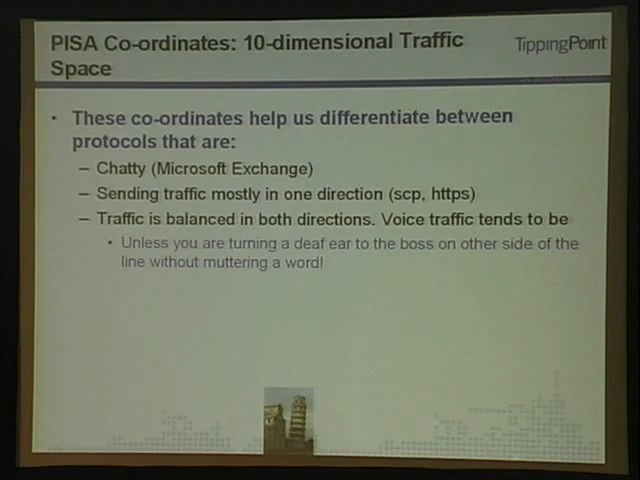 PISA Co-ordinates: 10-dimensional Traffic
Space
TippingPoint
• These co-ordinates help us differentiate between
protocols that are:
– Chatty (Microsoft Exchange)
– Sending traffic mostly in one direction (scp, https)
– Traffic is balanced in both directions. Voice traffic tends to be
• Unless you are turning a deaf ear to the boss on other side of the
line without muttering a word!